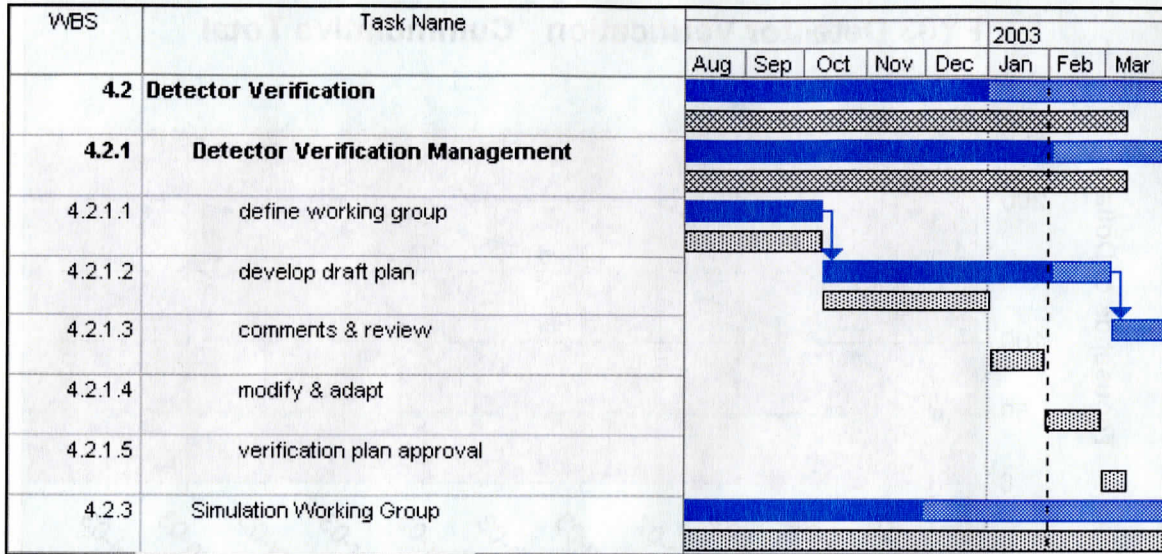 WBS Task Name 2003
Aug Sep Oct Nov Dec Jan Feb Mar
4.2 Detector Verification
4.2.1 Detector Verification Management
4.2.1.1 define working group
4.2.1.2 develop draft plan
4.2.1.3 comments & review
4.2.1.4 modify & adapt
4.2.1.5 verification plan approval
4.2.3 Simulation Working Group